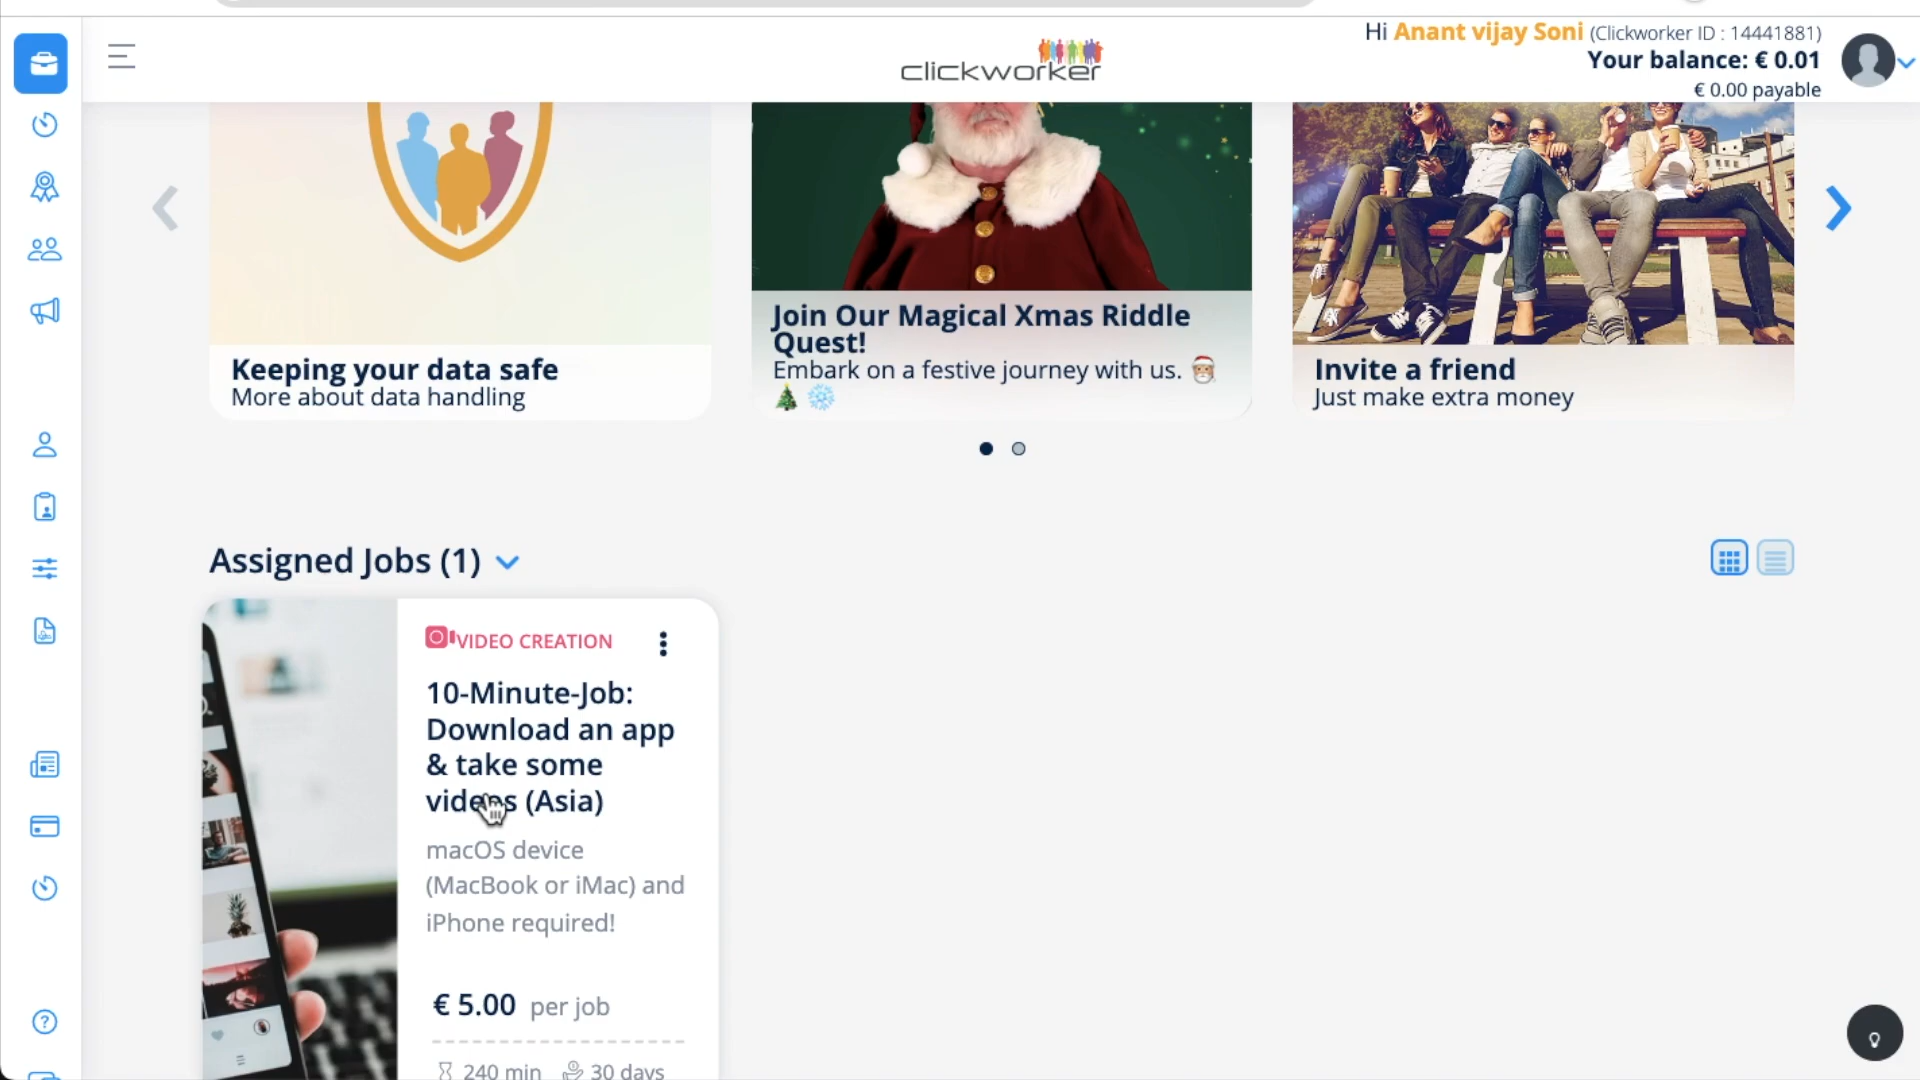 Hi Anant vijay Soni (Clickworker ID : 14441881)
Your balance: € 0.01
€ 0.00 payable
clickworker
Keeping your data safe
More about data handling
Join Our Magical Xmas Riddle
Quest!
Embark on a festive journey with us. 🎅
🎄 ❄️
Invite a friend
Just make extra money
Assigned Jobs (1)
VIDEO CREATION
10-Minute-Job:
Download an app
& take some
videos (Asia)
macOS device
(MacBook or iMac) and
iPhone required!
€ 5.00 per job
240 min 30 days